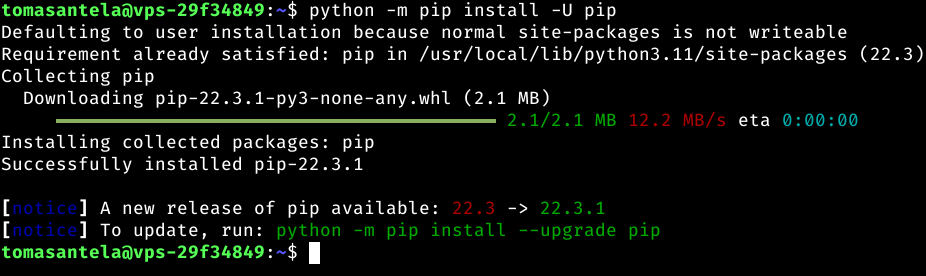 tomasantela@vps-29f34849:~$ python -m pip install -U pip
Defaulting to user installation because normal site-packages is not writeable
Requirement already satisfied: pip in /usr/local/lib/python3.11/site-packages (22.3)
Collecting pip
  Downloading pip-22.3.1-py3-none-any.whl (2.1 MB)
2.1/2.1 MB 12.2 MB/s eta 0:00:00
Installing collected packages: pip
Successfully installed pip-22.3.1
[notice] A new release of pip available: 22.3 -> 22.3.1
[notice] To update, run: python -m pip install --upgrade pip
tomasantela@vps-29f34849:~$